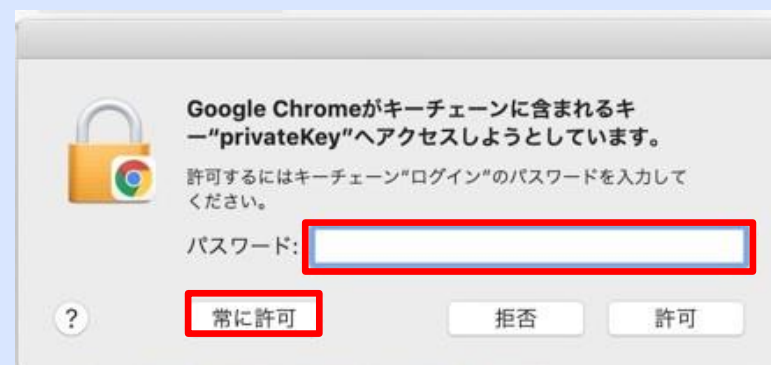 Google Chromeがキーチェーンに含まれるキ
ー"privateKey"へアクセスしようとしています。
許可するにはキーチェーン"ログイン"のパスワードを入力して
ください。
パスワード:
? 常に許可 拒否 許可